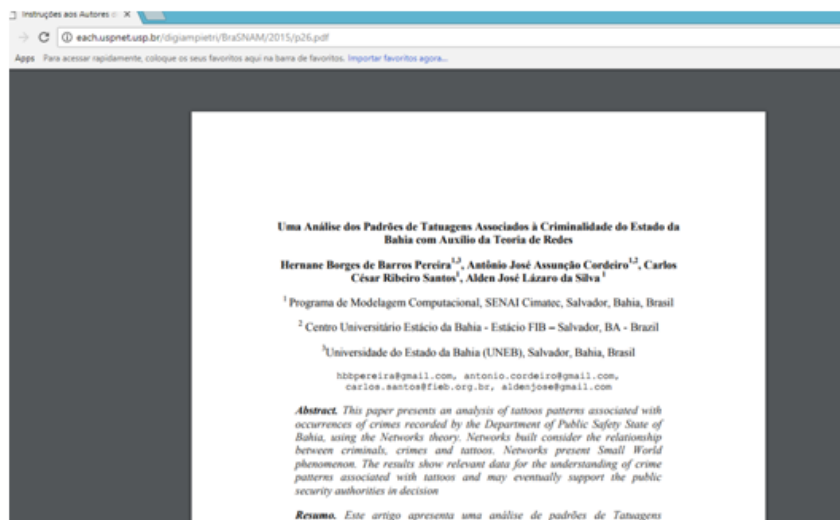 Instruções aos Autores d
each.uspnet.usp.br/digiampietri/BraSNAM/2015/p26.pdf
Apps Para acessar rapidamente, coloque os seus favoritos aqui na barra de favoritos. Importar favoritos agora...
Uma Análise dos Padrões de Tatuagens Associados à Criminalidade do Estado da
Bahia com Auxílio da Teoria de Redes
Hernane Borges de Barros Pereira1,3, Antônio José Assunção Cordeiro1,2, Carlos
César Ribeiro Santos1, Alden José Lázaro da Silva 1
1 Programa de Modelagem Computacional, SENAI Cimatec, Salvador, Bahia, Brasil
2 Centro Universitário Estácio da Bahia - Estácio FIB – Salvador, BA - Brazil
3Universidade do Estado da Bahia (UNEB), Salvador, Bahia, Brasil
hbbpereira@gmail.com, antonio.cordeiro@gmail.com,
carlos.santos@fieb.org.br, aldenjose@gmail.com
Abstract. This paper presents an analysis of tattoos patterns associated with
occurrences of crimes recorded by the Department of Public Safety State of
Bahia, using the Networks theory. Networks built consider the relationship
between criminals, crimes and tattoos. Networks present Small World
phenomenon. The results show relevant data for the understanding of crime
patterns associated with tattoos and may eventually support the public
security authorities in decision
Resumo. Este artigo apresenta uma análise de padrões de Tatuagens